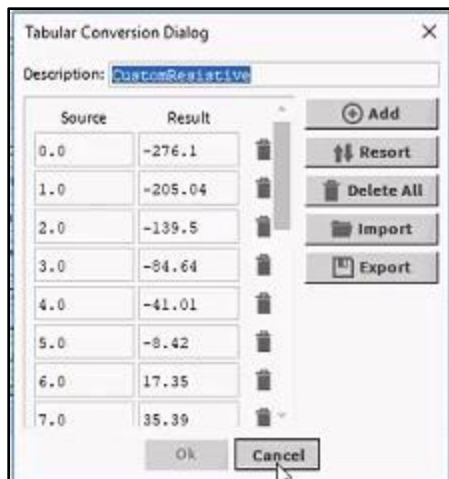 Tabular Conversion Dialog
Description: CustomResistive
Source Result
0.0 -276.1
1.0 -205.04
2.0 -139.5
3.0 -84.64
4.0 -41.01
5.0 -8.42
6.0 17.35
7.0 35.39
Add
Resort
Delete All
Import
Export
Ok Cancel